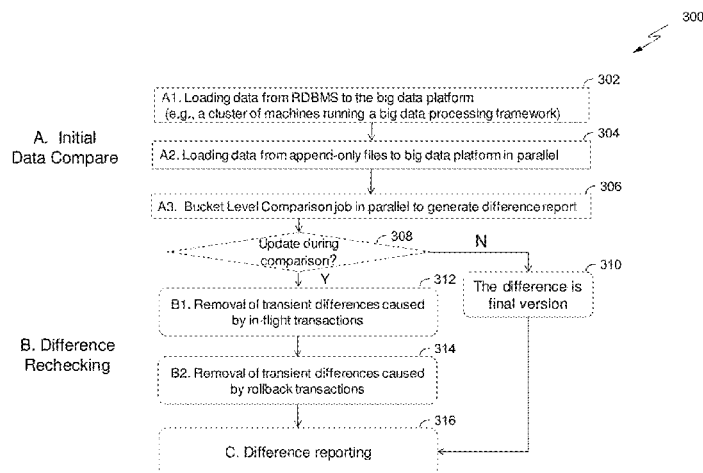 300
302
A1. Loading data from RDBMS to the big data platform
(e.g., a cluster of machines running a big data processing framework)
304
A. Initial
Data Compare
A2. Loading data from append-only files to big data platform in parallel
306
A3. Bucket Level Comparison job in parallel to generate difference report
308
Update during
comparison?
N
Y
310
The difference is
final version
312
B1. Removal of transient differences caused
by in-flight transactions
B. Difference
Rechecking
314
B2. Removal of transient differences caused
by rollback transactions
316
C. Difference reporting